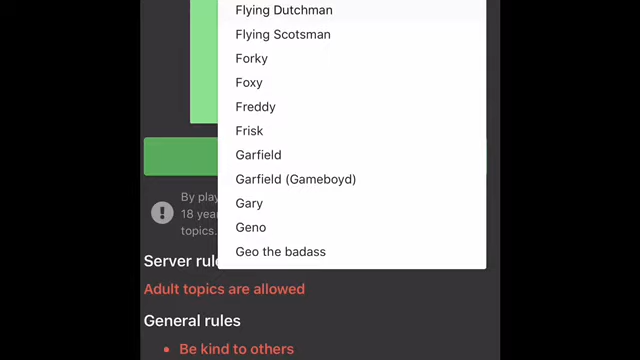 Flying Dutchman
Flying Scotsman
Forky
Foxy
Freddy
Frisk
Garfield
Garfield (Gameboyd)
Gary
Geno
Geo the badass
By play
18 year
topics.
Server rul
Adult topics are allowed
General rules
Be kind to others